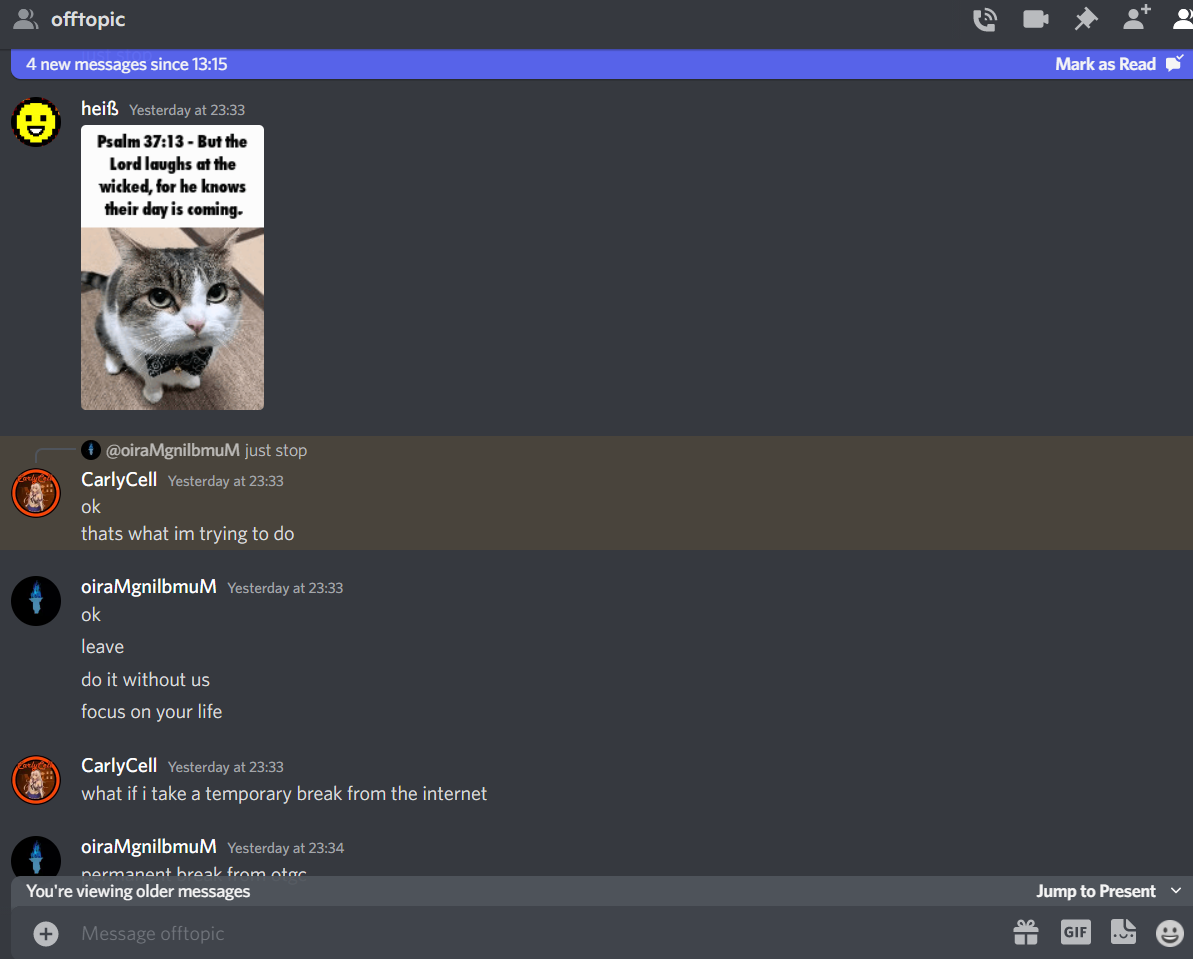 offtopic
4 new messages since 13:15
Mark as Read
heiß Yesterday at 23:33
Psalm 37:13 - But the
Lord laughs at the
wicked, for he knows
their day is coming.
@oiraMgnilbmuM just stop
CarlyCell Yesterday at 23:33
ok
thats what im trying to do
oiraMgnilbmuM Yesterday at 23:33
ok
leave
do it without us
focus on your life
CarlyCell Yesterday at 23:33
what if i take a temporary break from the internet
oiraMgnilbmuM Yesterday at 23:34
permanent break from otgc
You're viewing older messages
Jump to Present
Message offtopic
GIF